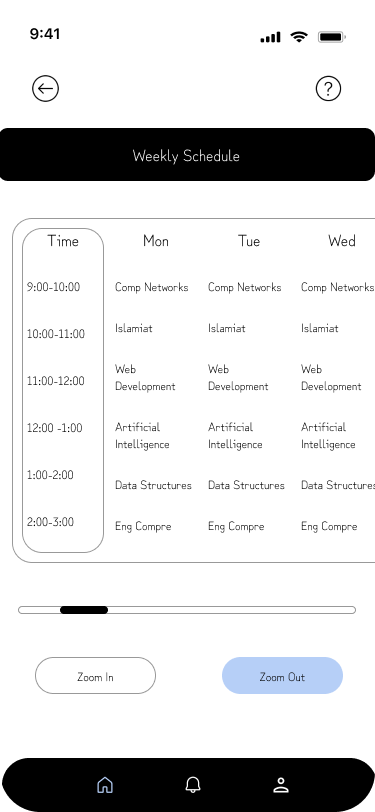 9:41
?
Weekly Schedule
Time Mon Tue Wed
9:00-10:00 Comp Networks Comp Networks Comp Networks
10:00-11:00 Islamiat Islamiat Islamiat
11:00-12:00 Web Web Web
Development Development Development
12:00 -1:00 Artificial Artificial Artificial
Intelligence Intelligence Intelligence
1:00-2:00 Data Structures Data Structures Data Structures
2:00-3:00 Eng Compre Eng Compre Eng Compre
Zoom In Zoom Out